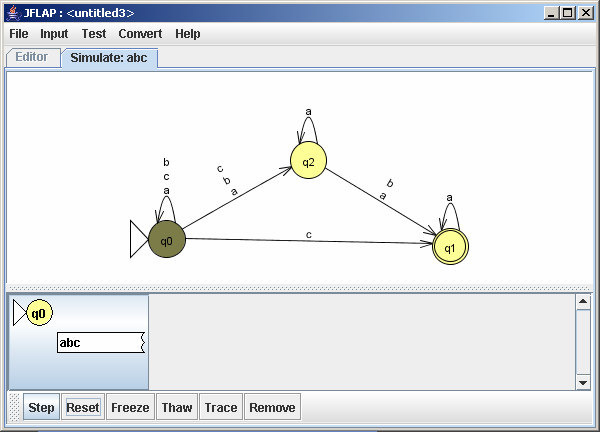 JFLAP : <untitled3>
File Input Test Convert Help
Editor Simulate: abc
a
q2
b
c
a
c
b
a
b
a
a
q0
c
q1
q0
abc
Step Reset Freeze Thaw Trace Remove